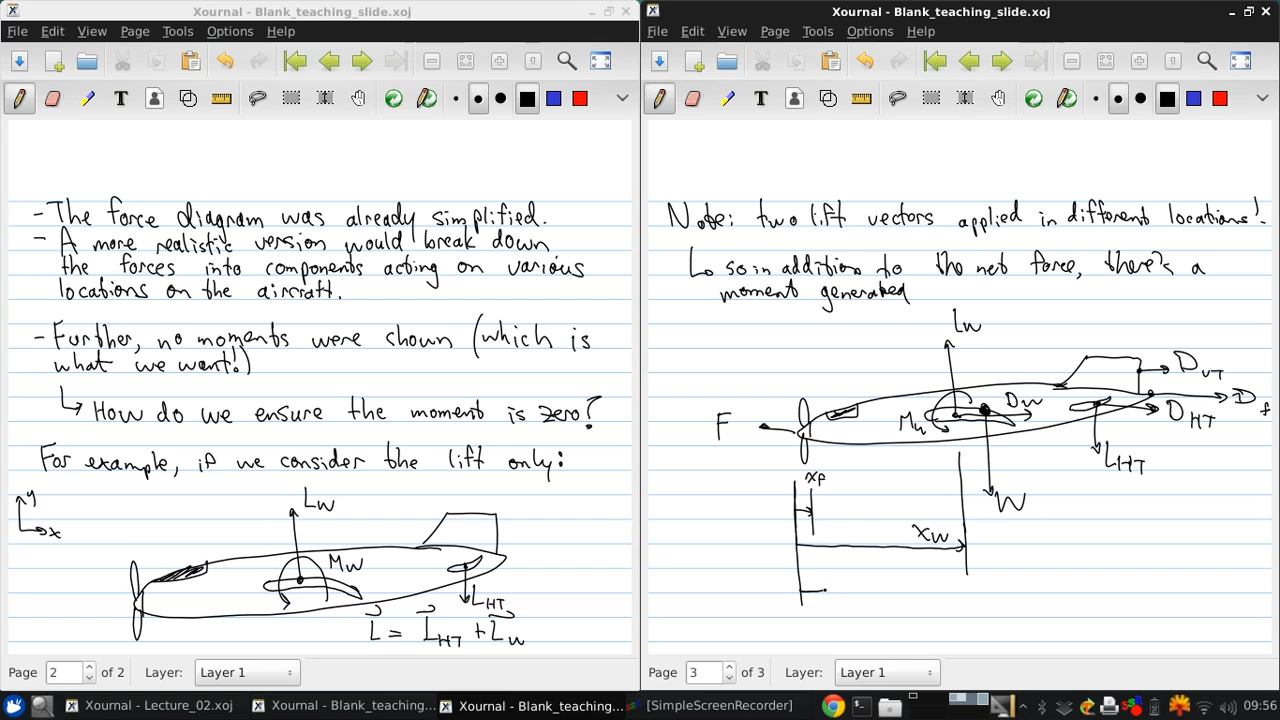 Xournal - Blank_teaching_slide.xoj
File Edit View Page Tools Options Help
- The force diagram was already simplified.
- A more realistic version would break down
the forces into components acting on various
locations on the aircraft.
- Further, no moments were shown (which is
what we want!)
How do we ensure the moment is zero?
For example, if we consider the lift only:
y
x
LW
MW
LHT
L = LHT + LW
Page 2 of 2 Layer: Layer 1
Xournal - Blank_teaching_slide.xoj
File Edit View Page Tools Options Help
Note: two lift vectors applied in different locations!
so in addition to the net force, there's a
moment generated
LW
DVT
F
MW
DW
DHT
Df
LHT
W
xP
xW
Page 3 of 3 Layer: Layer 1
Xournal - Lecture_02.xoj
Xournal - Blank_teaching...
Xournal - Blank_teaching...
[SimpleScreenRecorder]
09:56